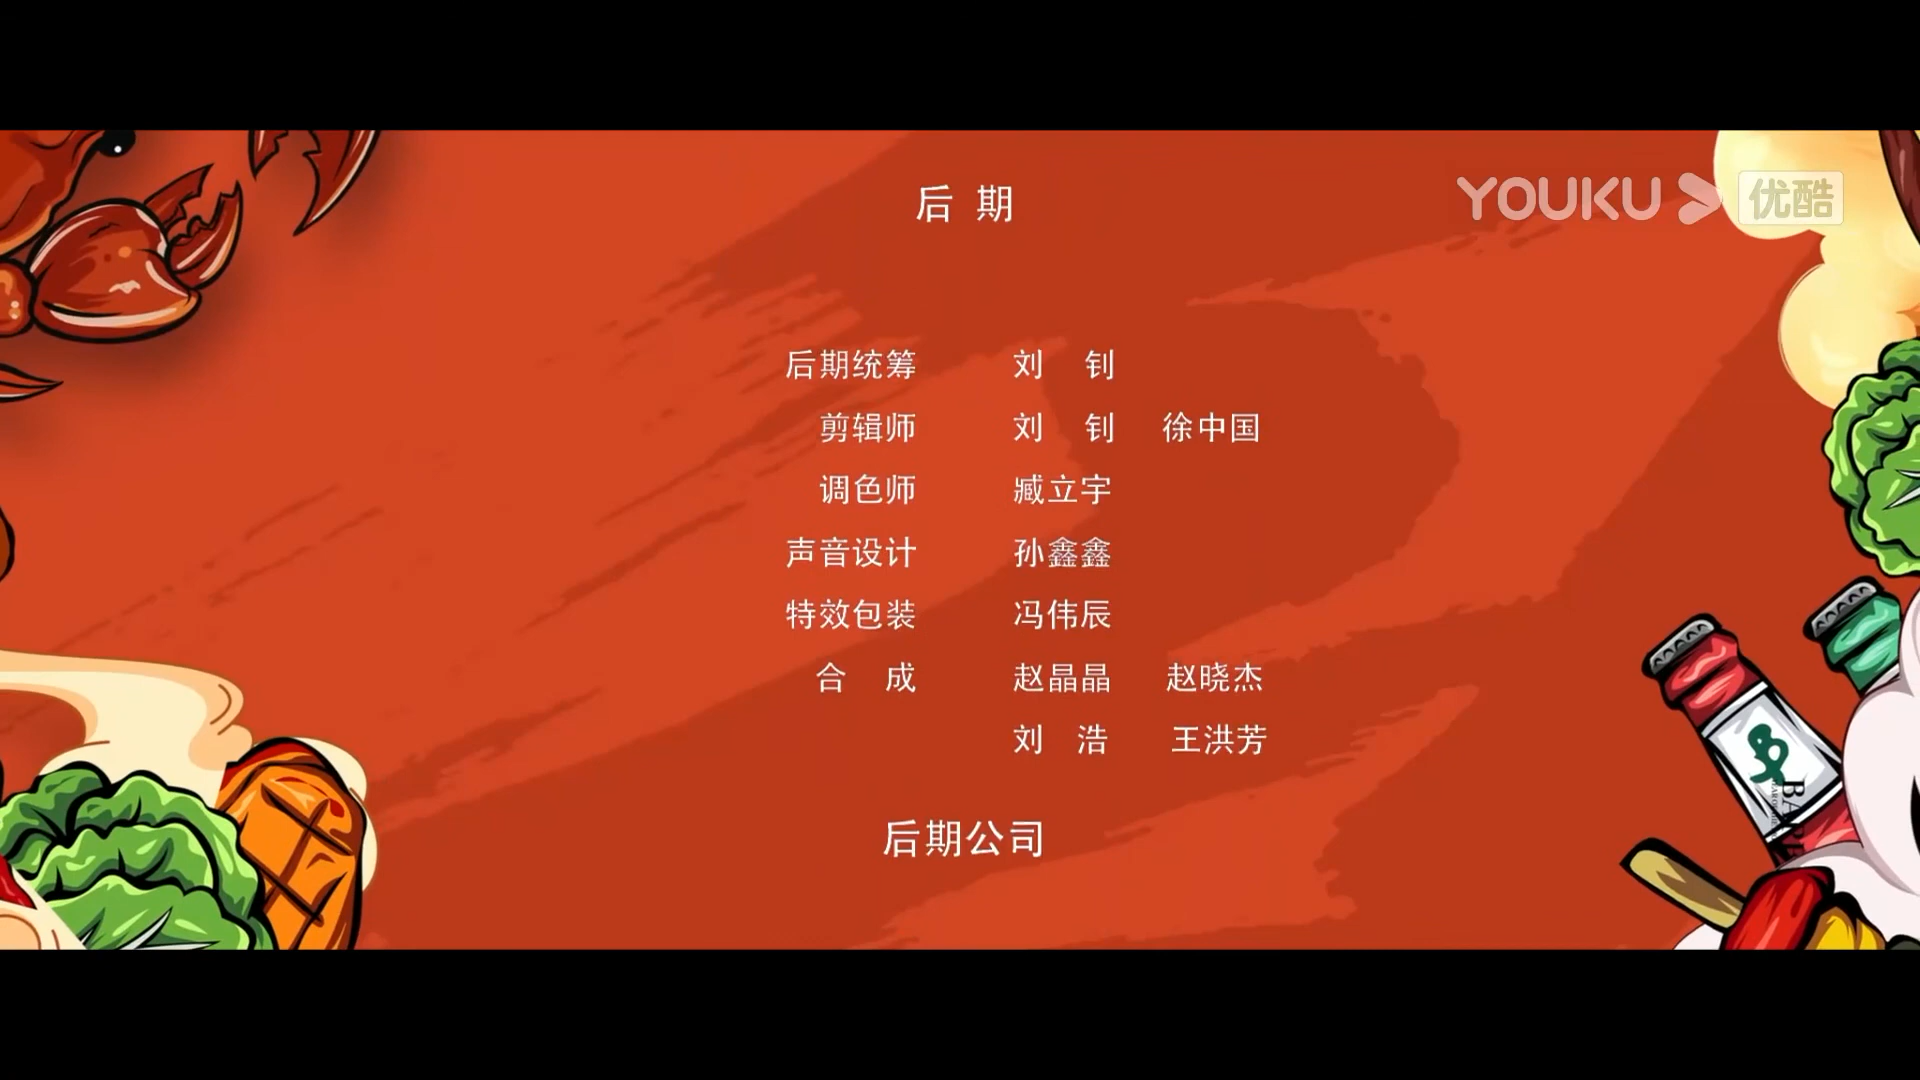 后 期
YOUKU 优酷
后期统筹 刘 钊
剪辑师 刘 钊 徐中国
调色师 臧立宇
声音设计 孙鑫鑫
特效包装 冯伟辰
合 成 赵晶晶 赵晓杰
刘 浩 王洪芳
后期公司